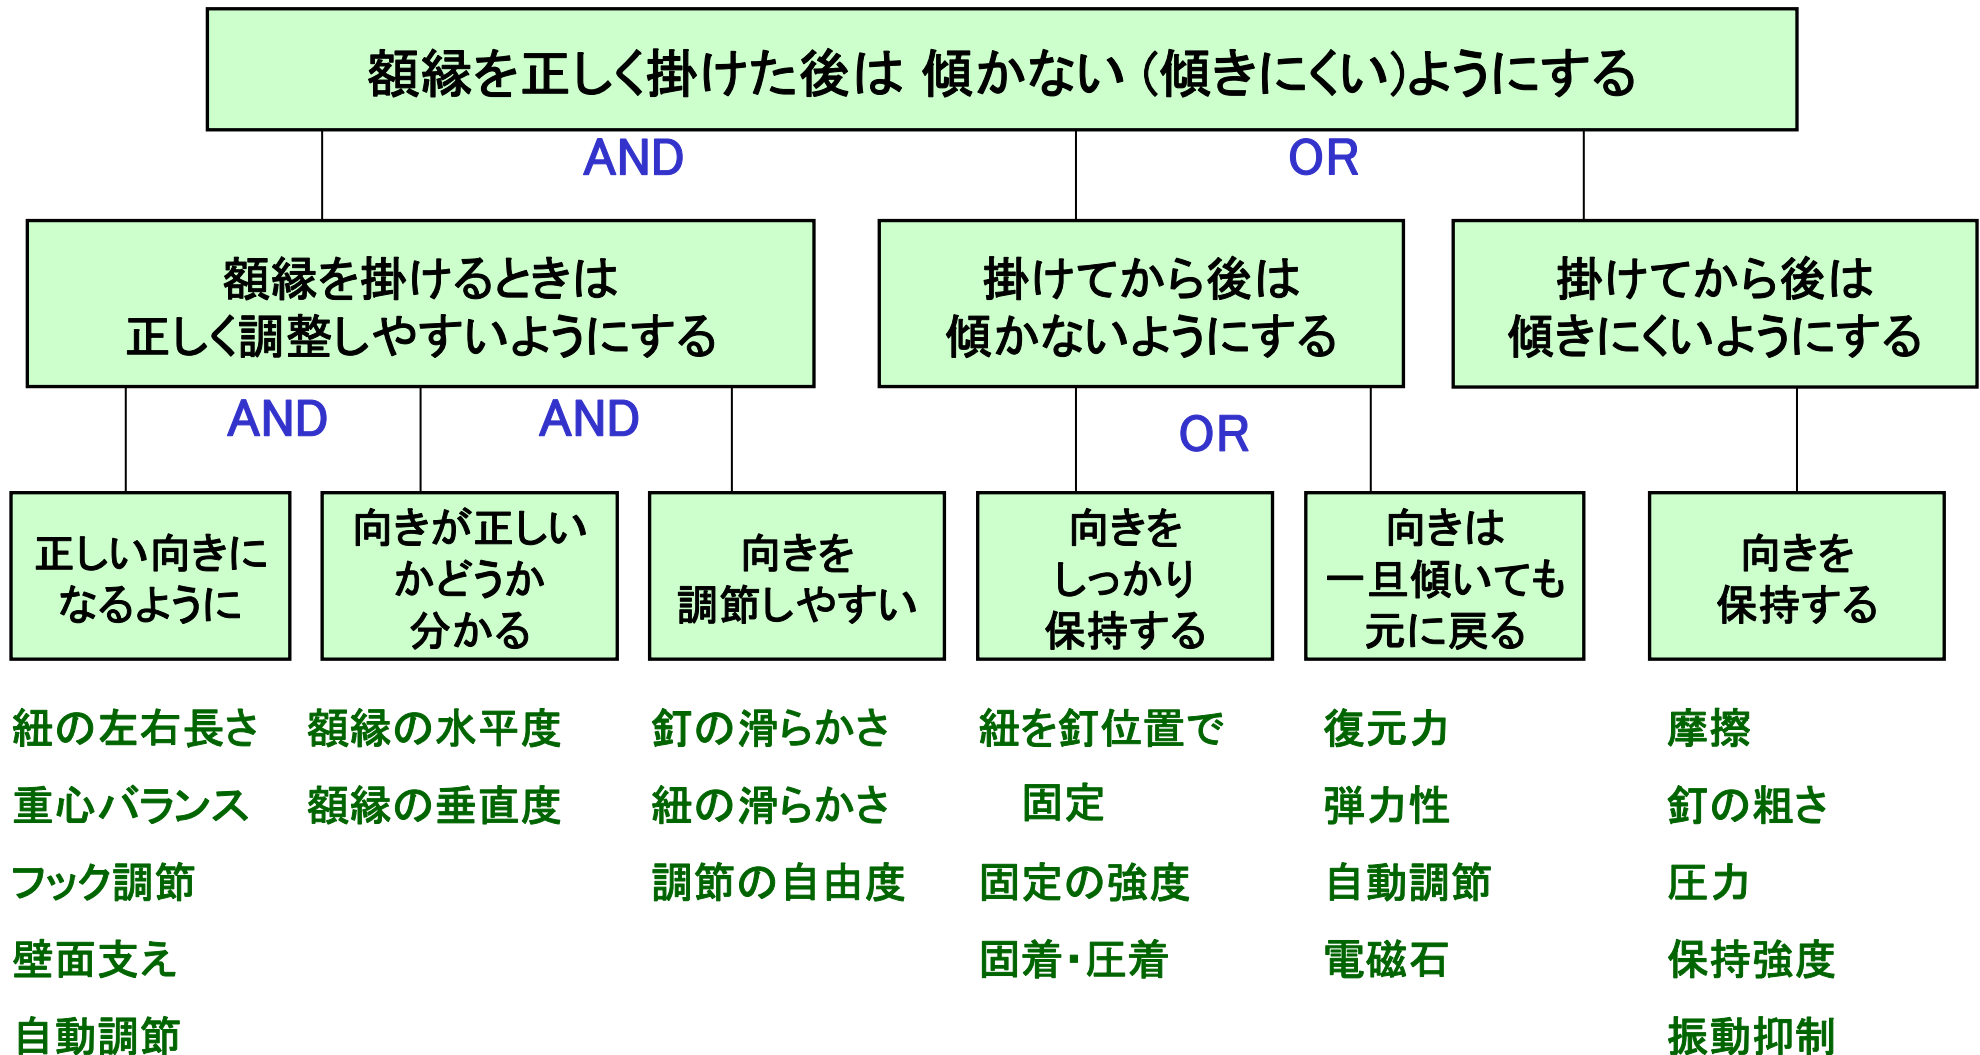 額縁を正しく掛けた後は 傾かない (傾きにくい)ようにする
AND
OR
額縁を掛けるときは
正しく調整しやすいようにする
掛けてから後は
傾かないようにする
掛けてから後は
傾きにくいようにする
AND
AND
OR
正しい向きに
なるように
向きが正しい
かどうか
分かる
向きを
調節しやすい
向きを
しっかり
保持する
向きは
一旦傾いても
元に戻る
向きを
保持する
紐の左右長さ
重心バランス
フック調節
壁面支え
自動調節
額縁の水平度
額縁の垂直度
釘の滑らかさ
紐の滑らかさ
調節の自由度
紐を釘位置で
固定
固定の強度
固着・圧着
復元力
弾力性
自動調節
電磁石
摩擦
釘の粗さ
圧力
保持強度
振動抑制